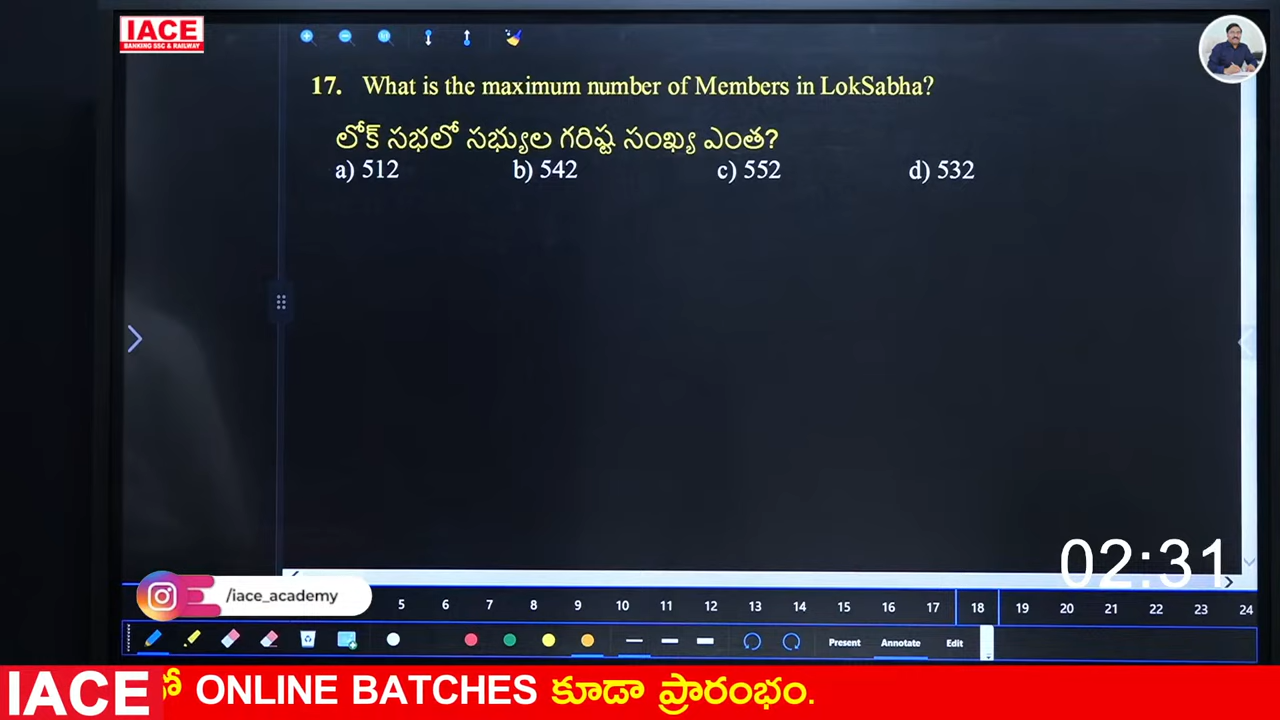 IACE
BANKING SSC & RAILWAY
17. What is the maximum number of Members in LokSabha?
లోక్ సభలో సభ్యుల గరిష్ట సంఖ్య ఎంత?
a) 512 b) 542 c) 552 d) 532
02:31
/iace_academy
5 6 7 8 9 10 11 12 13 14 15 16 17 18 19 20 21 22 23 24
Present Annotate Edit
IACE లో ONLINE BATCHES కూడా ప్రారంభం.